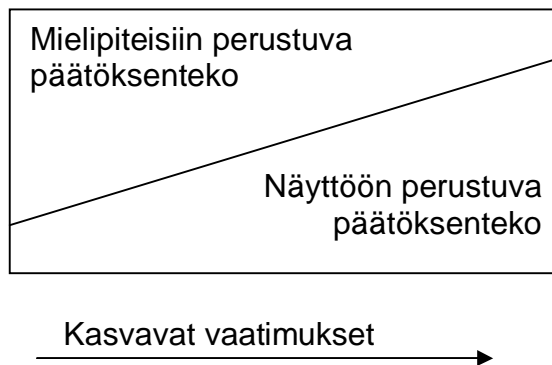 Mielipiteisiin perustuva
päätöksenteko
Näyttöön perustuva
päätöksenteko
Kasvavat vaatimukset